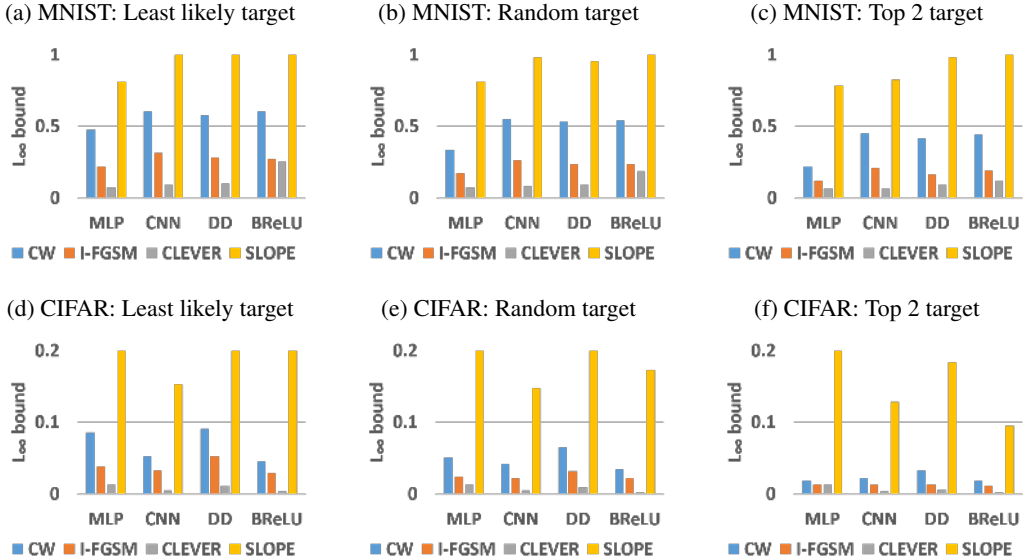 (a) MNIST: Least likely target
1
0.5
0
L∞ bound
MLP CNN DD BReLU
CW I-FGSM CLEVER SLOPE
(b) MNIST: Random target
1
0.5
0
L∞ bound
MLP CNN DD BReLU
CW I-FGSM CLEVER SLOPE
(c) MNIST: Top 2 target
1
0.5
0
L∞ bound
MLP CNN DD BReLU
CW I-FGSM CLEVER SLOPE
(d) CIFAR: Least likely target
0.2
0.1
0
L∞ bound
MLP CNN DD BReLU
CW I-FGSM CLEVER SLOPE
(e) CIFAR: Random target
0.2
0.1
0
L∞ bound
MLP CNN DD BReLU
CW I-FGSM CLEVER SLOPE
(f) CIFAR: Top 2 target
0.2
0.1
0
L∞ bound
MLP CNN DD BReLU
CW I-FGSM CLEVER SLOPE